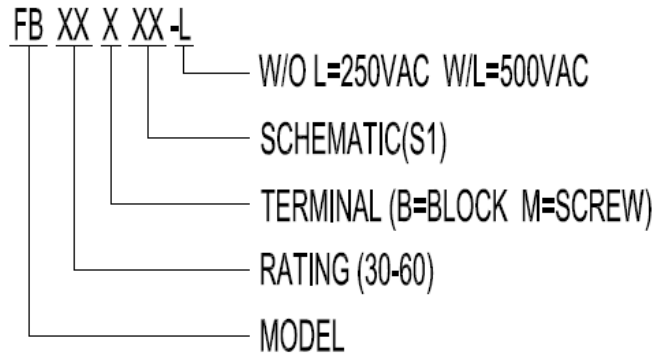 FB XX X XX -L
W/O L=250VAC W/L=500VAC
SCHEMATIC(S1)
TERMINAL (B=BLOCK M=SCREW)
RATING (30-60)
MODEL